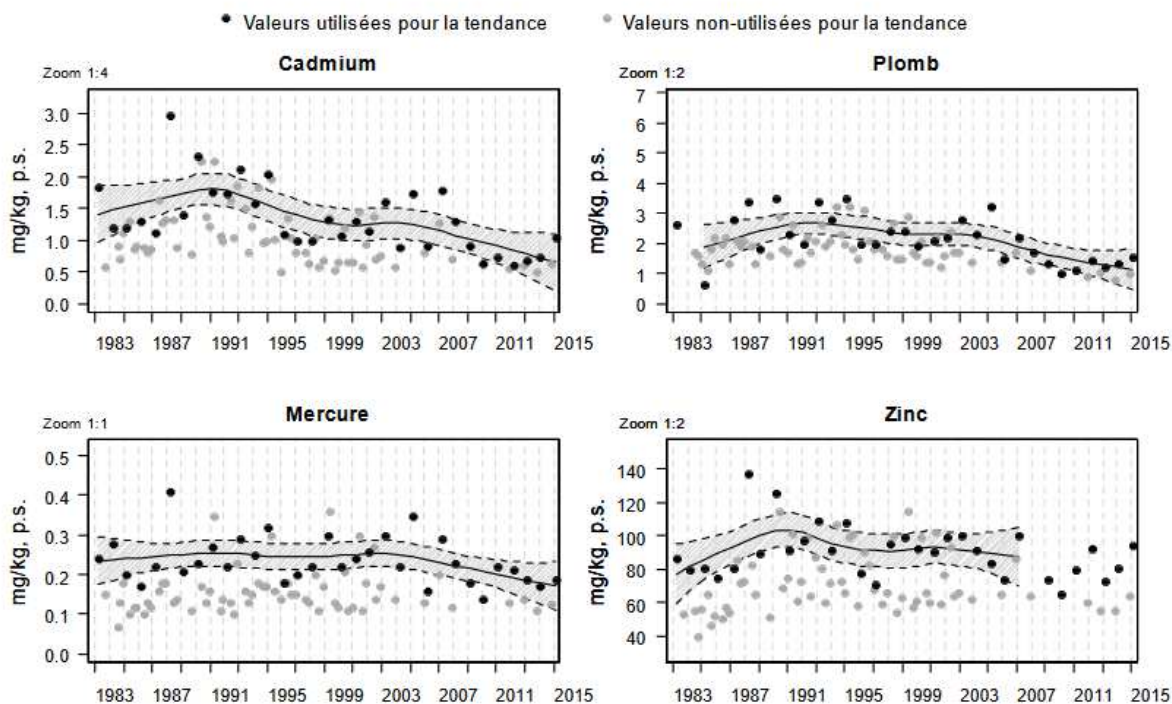 Valeurs utilisées pour la tendance
Valeurs non-utilisées pour la tendance
Zoom 1:4
Cadmium
mg/kg, p.s.
3.0
2.5
2.0
1.5
1.0
0.5
0.0
1983 1987 1991 1995 1999 2003 2007 2011 2015
Zoom 1:2
Plomb
mg/kg, p.s.
7
6
5
4
3
2
1
0
1983 1987 1991 1995 1999 2003 2007 2011 2015
Zoom 1:1
Mercure
mg/kg, p.s.
0.5
0.4
0.3
0.2
0.1
0.0
1983 1987 1991 1995 1999 2003 2007 2011 2015
Zoom 1:2
Zinc
mg/kg, p.s.
140
120
100
80
60
40
1983 1987 1991 1995 1999 2003 2007 2011 2015